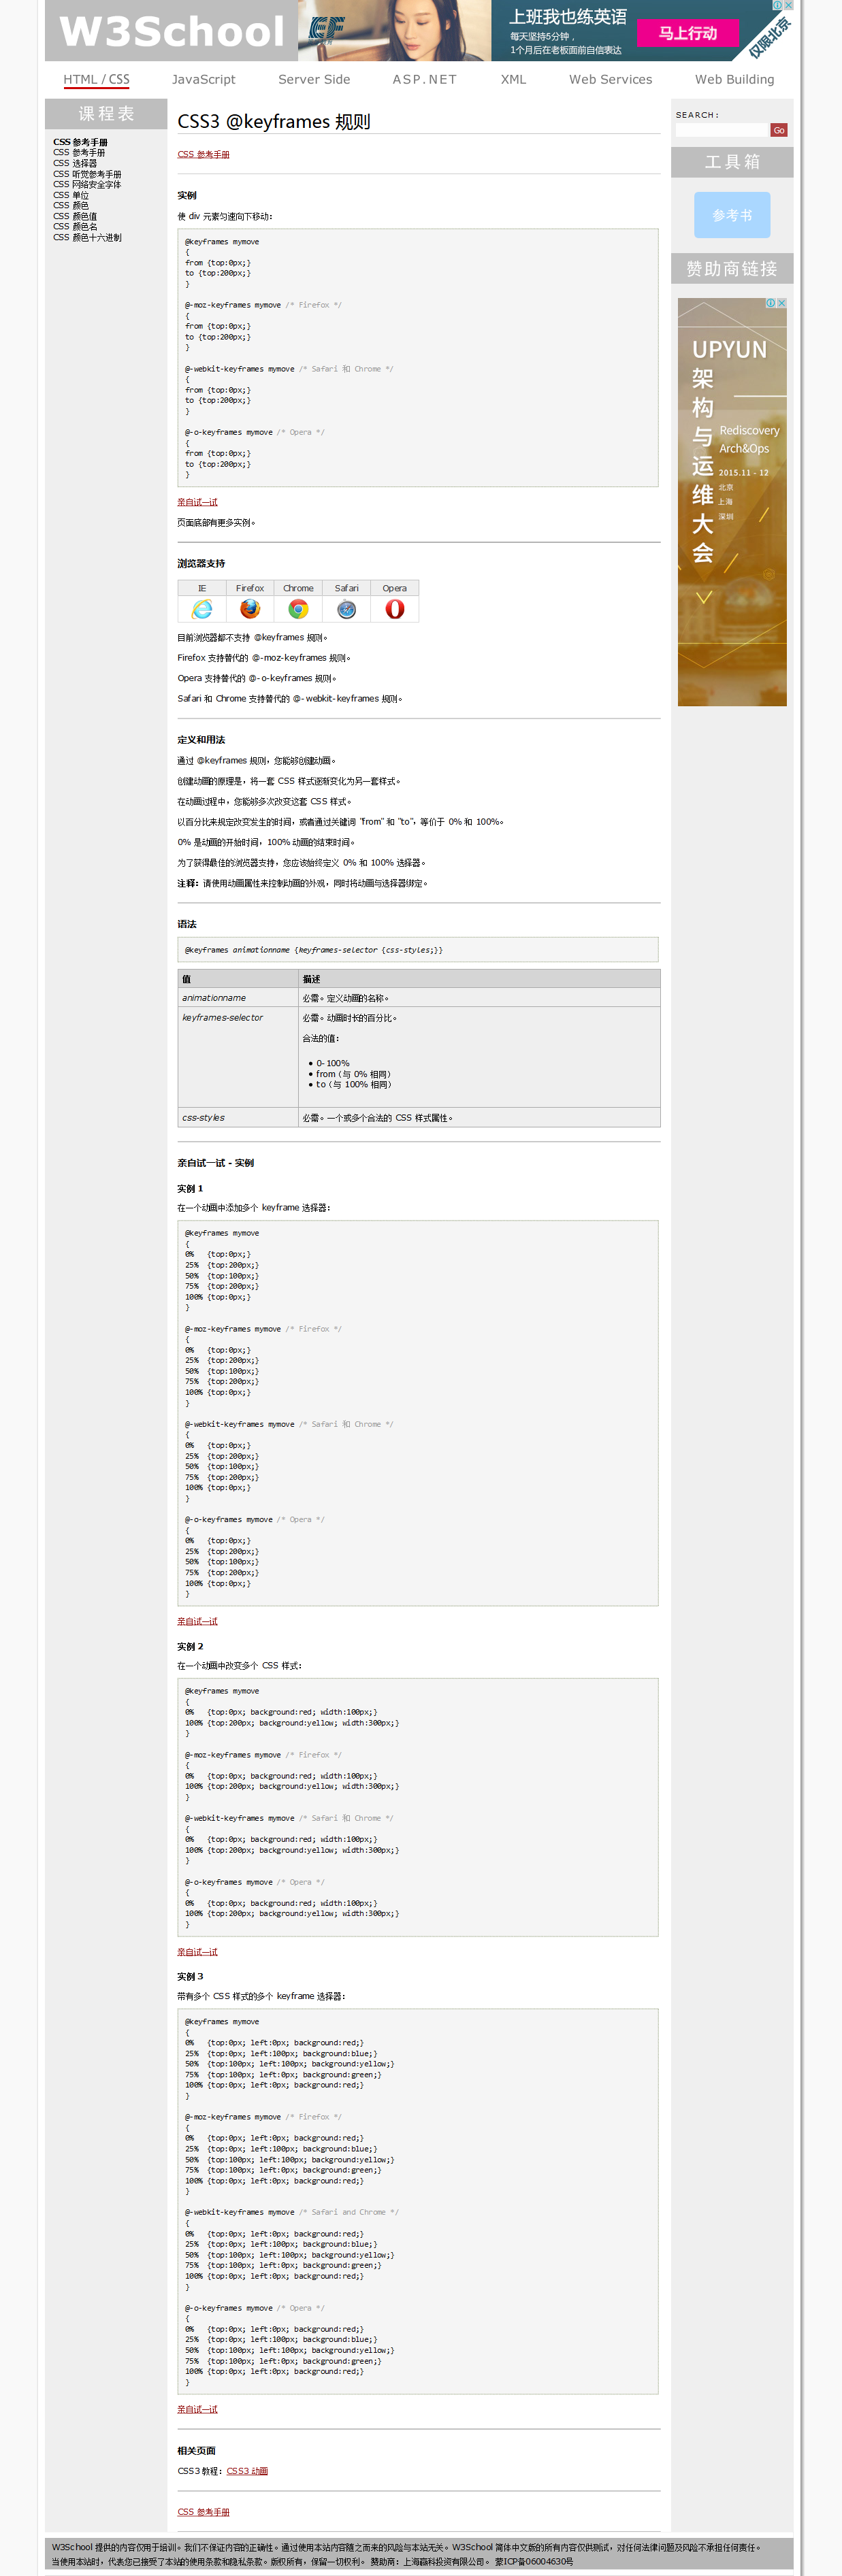 W3School
EF
上班我也练英语
每天坚持5分钟，
1个月后在老板面前自信表达
马上行动
仅限北京
HTML / CSS
JavaScript
Server Side
ASP.NET
XML
Web Services
Web Building
课程表
CSS 参考手册
CSS 参考手册
CSS 选择器
CSS 听觉参考手册
CSS 网络安全字体
CSS 单位
CSS 颜色
CSS 颜色值
CSS 颜色名
CSS 颜色十六进制
CSS3 @keyframes 规则
CSS 参考手册
实例
使 div 元素匀速向下移动：
@keyframes mymove
{
from {top:0px;}
to {top:200px;}
}
@-moz-keyframes mymove /* Firefox */
{
from {top:0px;}
to {top:200px;}
}
@-webkit-keyframes mymove /* Safari 和 Chrome */
{
from {top:0px;}
to {top:200px;}
}
@-o-keyframes mymove /* Opera */
{
from {top:0px;}
to {top:200px;}
}
亲自试一试
页面底部有更多实例。
浏览器支持
IE Firefox Chrome Safari Opera
目前浏览器都不支持 @keyframes 规则。
Firefox 支持替代的 @-moz-keyframes 规则。
Opera 支持替代的 @-o-keyframes 规则。
Safari 和 Chrome 支持替代的 @-webkit-keyframes 规则。
定义和用法
通过 @keyframes 规则，您能够创建动画。
创建动画的原理是，将一套 CSS 样式逐渐变化为另一套样式。
在动画过程中，您能够多次改变这套 CSS 样式。
以百分比来规定改变发生的时间，或者通过关键词 "from" 和 "to"，等价于 0% 和 100%。
0% 是动画的开始时间，100% 动画的结束时间。
为了获得最佳的浏览器支持，您应该始终定义 0% 和 100% 选择器。
注释：请使用动画属性来控制动画的外观，同时将动画与选择器绑定。
语法
@keyframes animationname {keyframes-selector {css-styles;}}
值 描述
animationname 必需。定义动画的名称。
keyframes-selector 必需。动画时长的百分比。
合法的值：
• 0-100%
• from（与 0% 相同）
• to（与 100% 相同）
css-styles 必需。一个或多个合法的 CSS 样式属性。
亲自试一试 - 实例
实例 1
在一个动画中添加多个 keyframe 选择器：
@keyframes mymove
{
0% {top:0px;}
25% {top:200px;}
50% {top:100px;}
75% {top:200px;}
100% {top:0px;}
}
@-moz-keyframes mymove /* Firefox */
{
0% {top:0px;}
25% {top:200px;}
50% {top:100px;}
75% {top:200px;}
100% {top:0px;}
}
@-webkit-keyframes mymove /* Safari 和 Chrome */
{
0% {top:0px;}
25% {top:200px;}
50% {top:100px;}
75% {top:200px;}
100% {top:0px;}
}
@-o-keyframes mymove /* Opera */
{
0% {top:0px;}
25% {top:200px;}
50% {top:100px;}
75% {top:200px;}
100% {top:0px;}
}
亲自试一试
实例 2
在一个动画中改变多个 CSS 样式：
@keyframes mymove
{
0% {top:0px; background:red; width:100px;}
100% {top:200px; background:yellow; width:300px;}
}
@-moz-keyframes mymove /* Firefox */
{
0% {top:0px; background:red; width:100px;}
100% {top:200px; background:yellow; width:300px;}
}
@-webkit-keyframes mymove /* Safari 和 Chrome */
{
0% {top:0px; background:red; width:100px;}
100% {top:200px; background:yellow; width:300px;}
}
@-o-keyframes mymove /* Opera */
{
0% {top:0px; background:red; width:100px;}
100% {top:200px; background:yellow; width:300px;}
}
亲自试一试
实例 3
带有多个 CSS 样式的多个 keyframe 选择器：
@keyframes mymove
{
0% {top:0px; left:0px; background:red;}
25% {top:0px; left:100px; background:blue;}
50% {top:100px; left:100px; background:yellow;}
75% {top:100px; left:0px; background:green;}
100% {top:0px; left:0px; background:red;}
}
@-moz-keyframes mymove /* Firefox */
{
0% {top:0px; left:0px; background:red;}
25% {top:0px; left:100px; background:blue;}
50% {top:100px; left:100px; background:yellow;}
75% {top:100px; left:0px; background:green;}
100% {top:0px; left:0px; background:red;}
}
@-webkit-keyframes mymove /* Safari and Chrome */
{
0% {top:0px; left:0px; background:red;}
25% {top:0px; left:100px; background:blue;}
50% {top:100px; left:100px; background:yellow;}
75% {top:100px; left:0px; background:green;}
100% {top:0px; left:0px; background:red;}
}
@-o-keyframes mymove /* Opera */
{
0% {top:0px; left:0px; background:red;}
25% {top:0px; left:100px; background:blue;}
50% {top:100px; left:100px; background:yellow;}
75% {top:100px; left:0px; background:green;}
100% {top:0px; left:0px; background:red;}
}
亲自试一试
相关页面
CSS3 教程：CSS3 动画
CSS 参考手册
SEARCH:
Go
工具箱
参考书
赞助商链接
UPYUN
架构与运维大会
Rediscovery
Arch&Ops
2015.11 - 12
北京
上海
深圳
W3School 提供的内容仅用于培训。我们不保证内容的正确性。通过使用本站内容随之而来的风险与本站无关。W3School 简体中文版的所有内容仅供测试，对任何法律问题及风险不承担任何责任。
当使用本站时，代表您已接受了本站的使用条款和隐私条款。版权所有，保留一切权利。 赞助商：上海赢科投资有限公司。 蒙ICP备06004630号